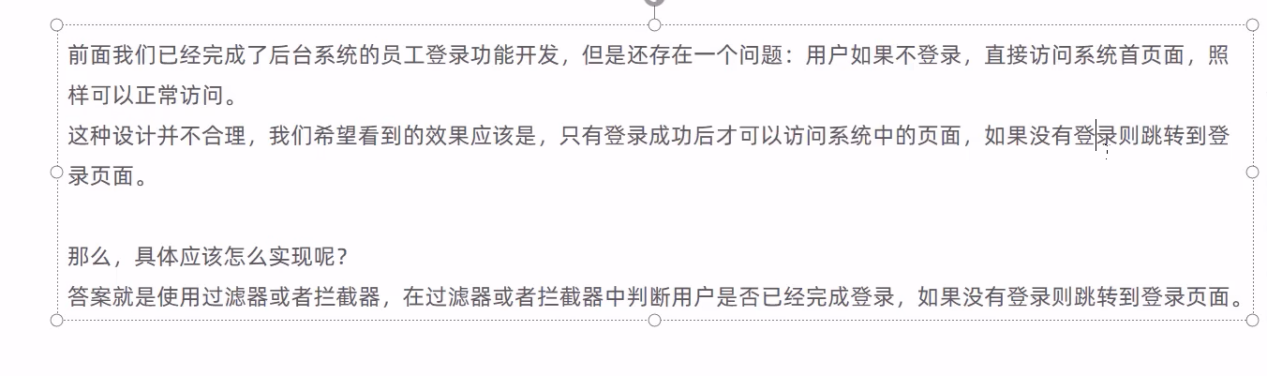 前面我们已经完成了后台系统的员工登录功能开发，但是还存在一个问题：用户如果不登录，直接访问系统首页面，照
样可以正常访问。
这种设计并不合理，我们希望看到的效果应该是，只有登录成功后才可以访问系统中的页面，如果没有登录则跳转到登
录页面。
那么，具体应该怎么实现呢？
答案就是使用过滤器或者拦截器，在过滤器或者拦截器中判断用户是否已经完成登录，如果没有登录则跳转到登录页面。